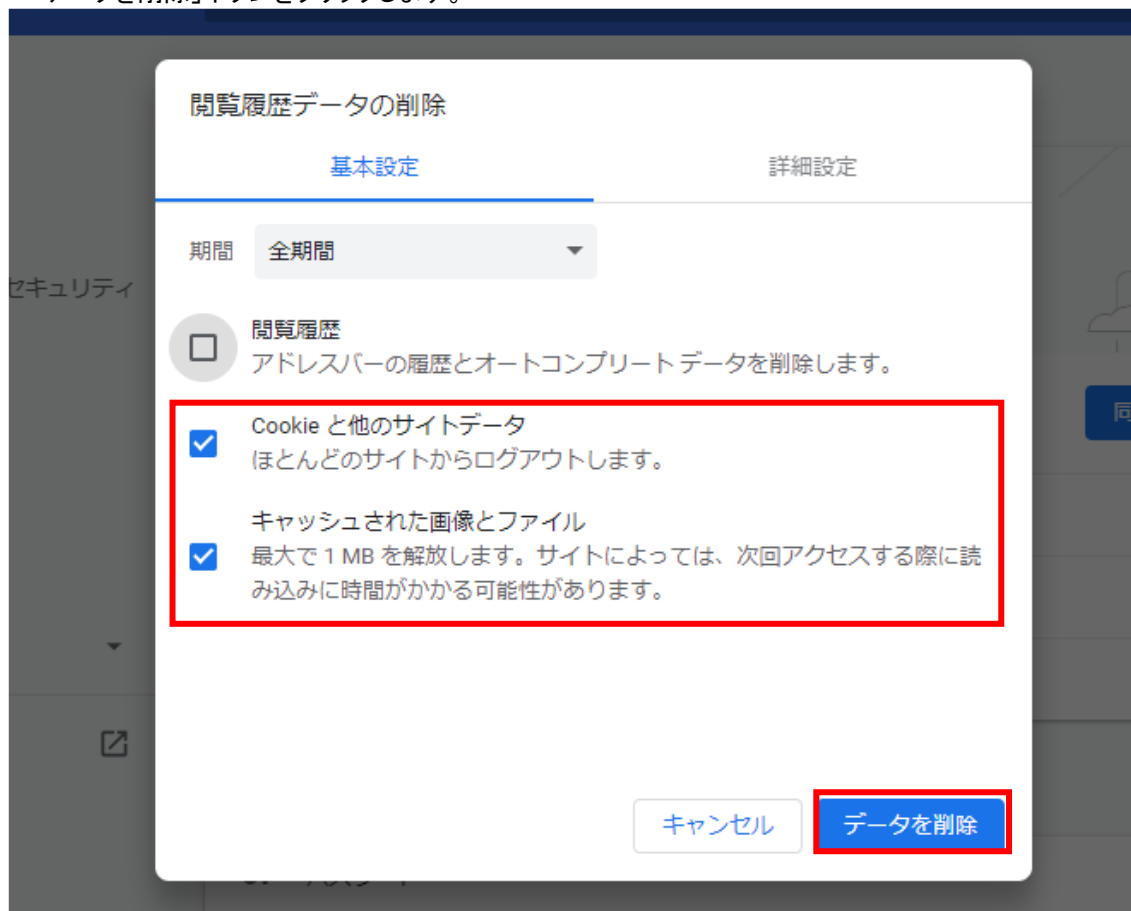 閲覧履歴データの削除
基本設定
詳細設定
期間
全期間
セキュリティ
閲覧履歴
アドレスバーの履歴とオートコンプリート データを削除します。
Cookie と他のサイトデータ
ほとんどのサイトからログアウトします。
キャッシュされた画像とファイル
最大で 1 MB を解放します。サイトによっては、次回アクセスする際に読
み込みに時間がかかる可能性があります。
キャンセル
データを削除